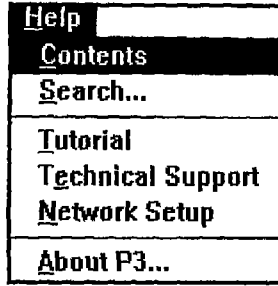 Help
Contents
Search...
Tutorial
Technical Support
Network Setup
About P3...